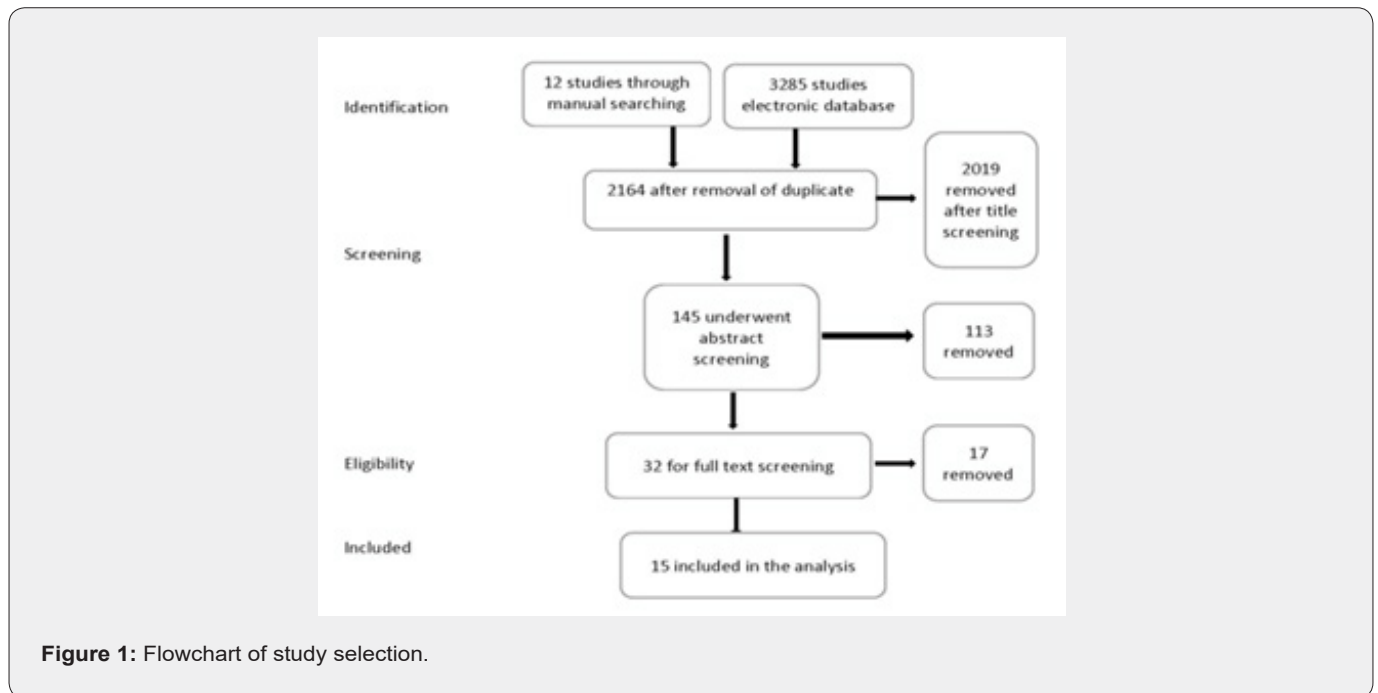 Identification
12 studies through
manual searching
3285 studies
electronic database
2164 after removal of duplicate
2019
removed
after title
screening
Screening
145 underwent
abstract
screening
113
removed
Eligibility
32 for full text screening
17
removed
Included
15 included in the analysis
Figure 1: Flowchart of study selection.